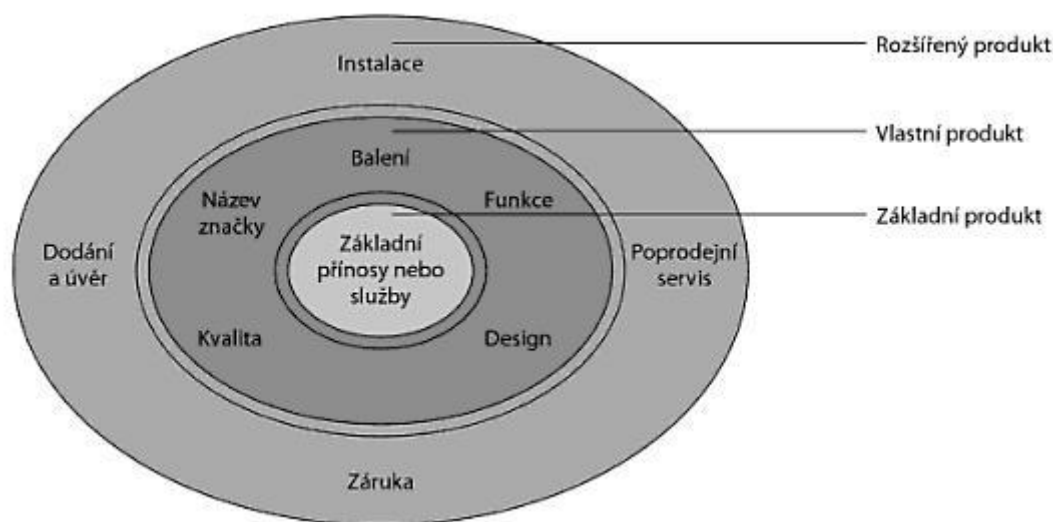 Instalace
Rozšířený produkt
Vlastní produkt
Balení
Název
značky
Funkce
Základní produkt
Dodání
a úvěr
Základní
přínosy nebo
služby
Poprodejní
servis
Kvalita
Design
Záruka